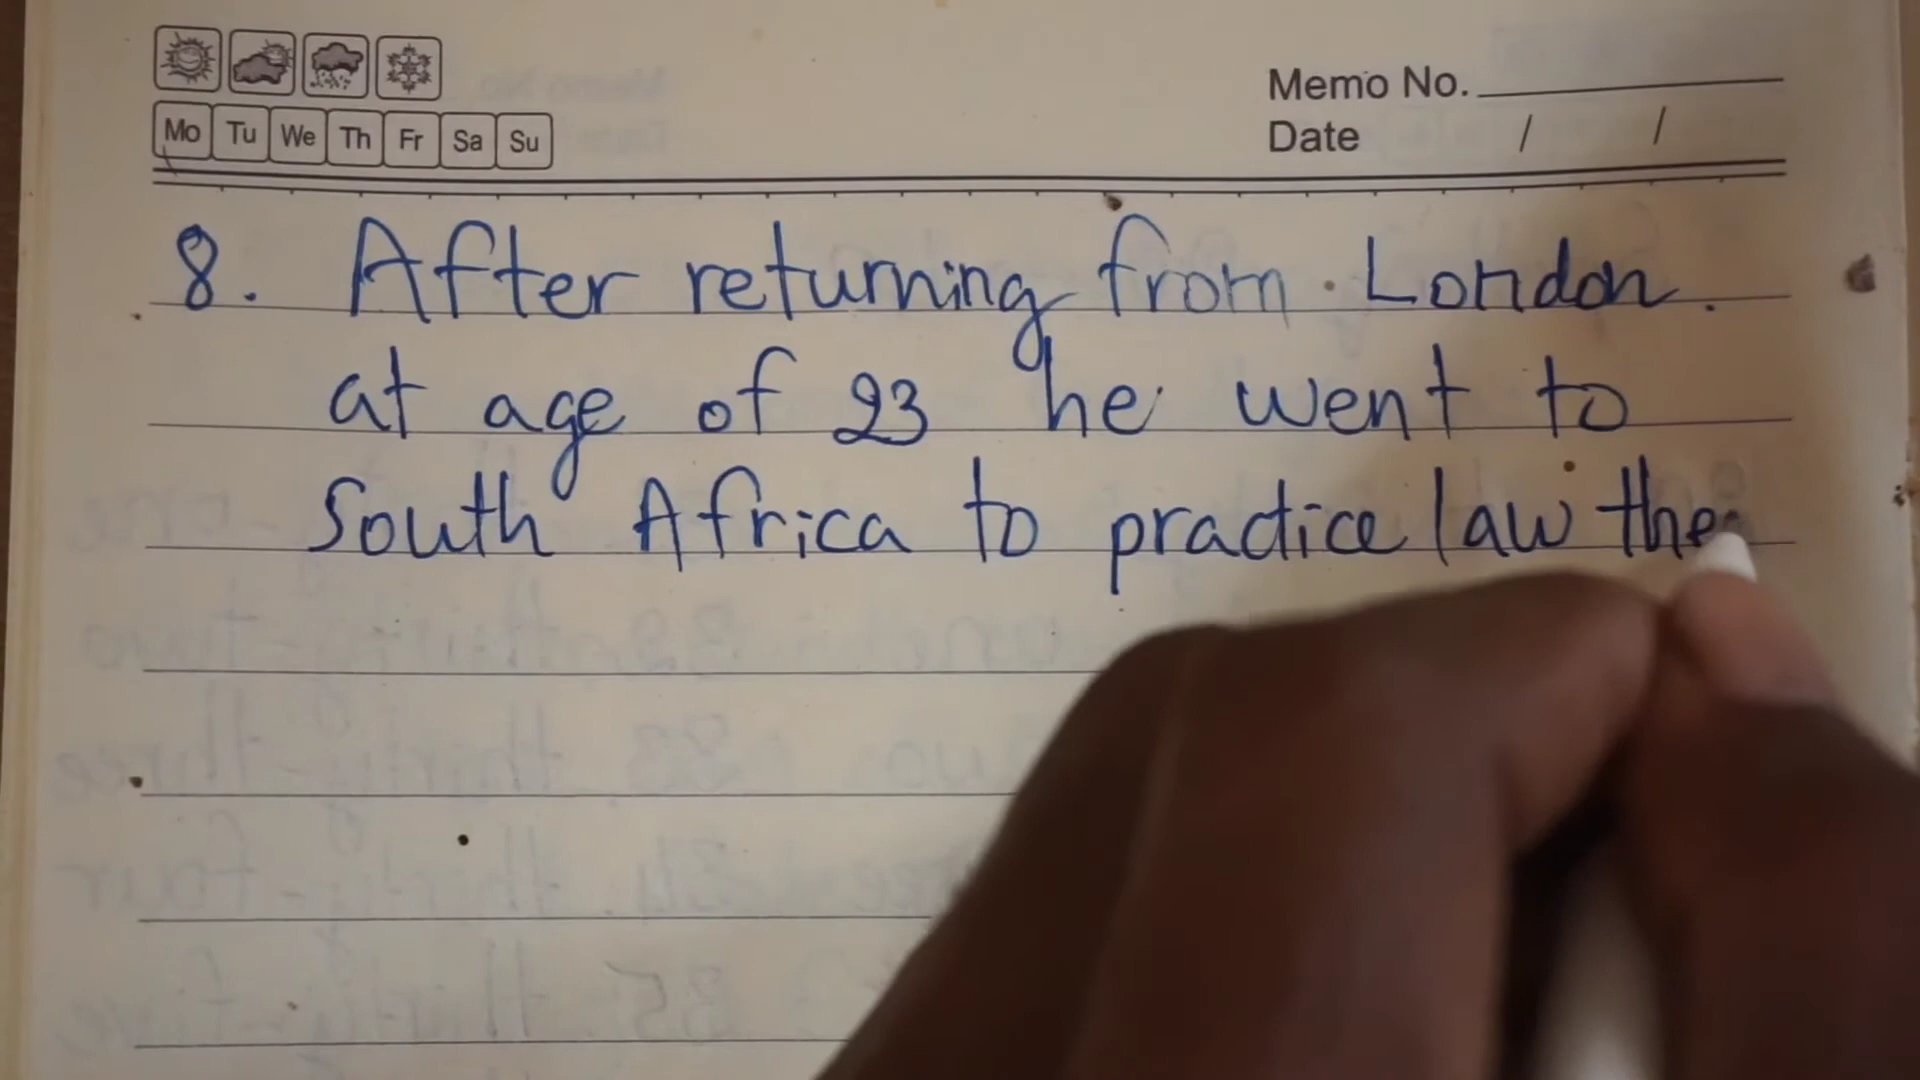 Memo No.
Mo Tu We Th Fr Sa Su
Date / /
8. After returning from London.
at age of 23 he went to
South Africa to practice law the